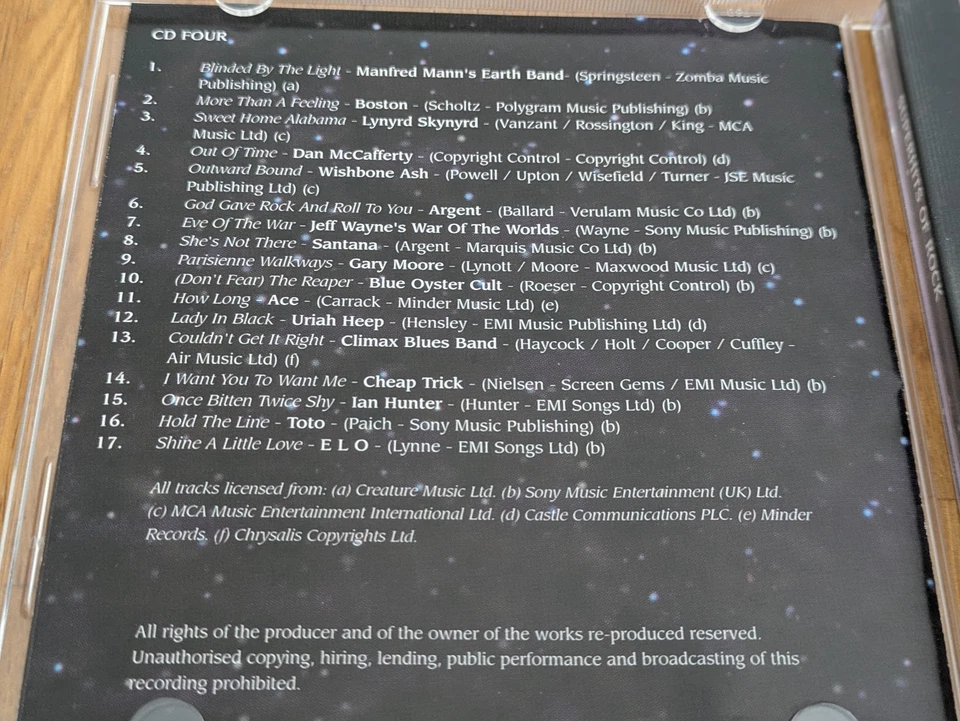 CD FOUR
1. Blinded By The Light - Manfred Mann's Earth Band- (Springsteen - Zomba Music
Publishing) (a)
2. More Than A Feeling - Boston - (Scholtz - Polygram Music Publishing) (b)
3. Sweet Home Alabama - Lynyrd Skynyrd - (Vanzant / Rossington / King - MCA
Music Ltd) (c)
4. Out Of Time - Dan McCafferty - (Copyright Control - Copyright Control) (d)
5. Outward Bound - Wishbone Ash - (Powell / Upton / Wisefield / Turner - JSE Music
Publishing Ltd) (c)
6. God Gave Rock And Roll To You - Argent - (Ballard - Verulam Music Co Ltd) (b)
7. Eve Of The War - Jeff Wayne's War Of The Worlds - (Wayne - Sony Music Publishing) (b)
8. She's Not There - Santana - (Argent - Marquis Music Co Ltd) (b)
9. Parisienne Walkways - Gary Moore - (Lynott / Moore - Maxwood Music Ltd) (c)
10. (Don't Fear) The Reaper - Blue Oyster Cult - (Roeser - Copyright Control) (b)
11. How Long - Ace - (Carrack - Minder Music Ltd) (e)
12. Lady In Black - Uriah Heep - (Hensley - EMI Music Publishing Ltd) (d)
13. Couldn't Get It Right - Climax Blues Band - (Haycock / Holt / Cooper / Cuffley -
Air Music Ltd) (f)
14. I Want You To Want Me - Cheap Trick - (Nielsen - Screen Gems / EMI Music Ltd) (b)
15. Once Bitten Twice Shy - Ian Hunter - (Hunter - EMI Songs Ltd) (b)
16. Hold The Line - Toto - (Paich - Sony Music Publishing) (b)
17. Shine A Little Love - E L O - (Lynne - EMI Songs Ltd) (b)
All tracks licensed from: (a) Creature Music Ltd. (b) Sony Music Entertainment (UK) Ltd.
(c) MCA Music Entertainment International Ltd. (d) Castle Communications PLC. (e) Minder
Records. (f) Chrysalis Copyrights Ltd.
All rights of the producer and of the owner of the works re-produced reserved.
Unauthorised copying, hiring, lending, public performance and broadcasting of this
recording prohibited.
OF ROCK